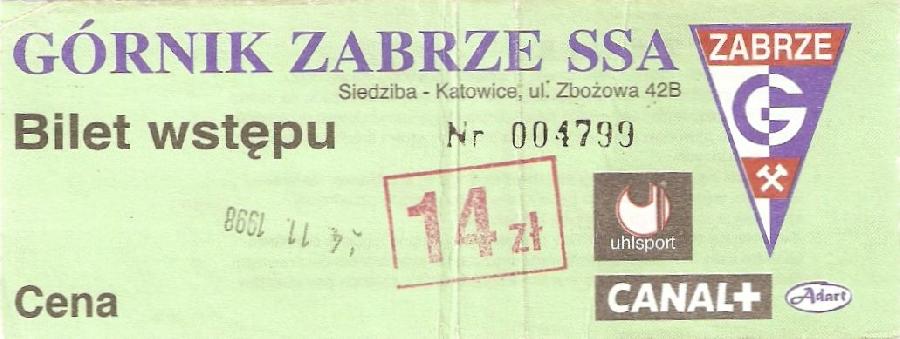 GÓRNIK ZABRZE SSA
Siedziba - Katowice, ul. Zbożowa 42B
Bilet wstępu
Nr 004799
ZABRZE
G
14 zł
4. 11. 1998
uhlsport
Cena
CANAL+
Adart